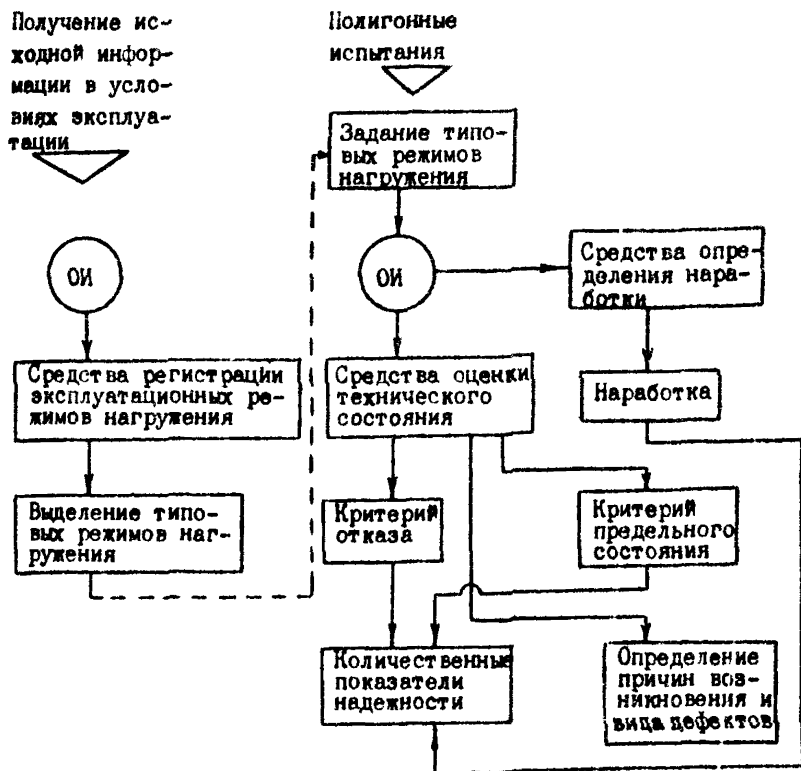 Получение ис-
ходной инфор-
мации в усло-
виях эксплуа-
тации
Полигонные
испытания
Задание типо-
вых режимов
нагружения
ОИ
ОИ
Средства опре-
деления нара-
ботки
Средства регистрации
эксплуатационных ре-
жимов нагружения
Средства оценки
технического
состояния
Наработка
Выделение типо-
вых режимов наг-
ружения
Критерий
отказа
Критерий
предельного
состояния
Количественные
показатели
надежности
Определение
причин воз-
никновения и
вида дефектов